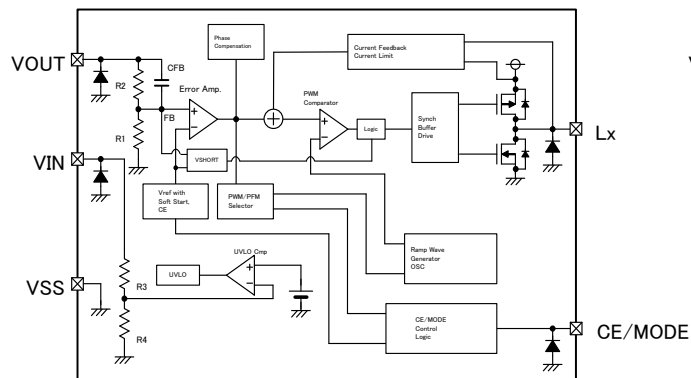 Phase
Compensation
Current Feedback
Current Limit
VOUT
CFB
R2
Error Amp.
PWM
Comparator
FB
Logic
Synch
Buffer
Drive
Lx
R1
VSHORT
VIN
Vref with
Soft Start,
CE
PWM/PFM
Selector
UVLO Cmp
Ramp Wave
Generator
OSC
UVLO
VSS
R3
R4
CE/MODE
Control
Logic
CE/MODE